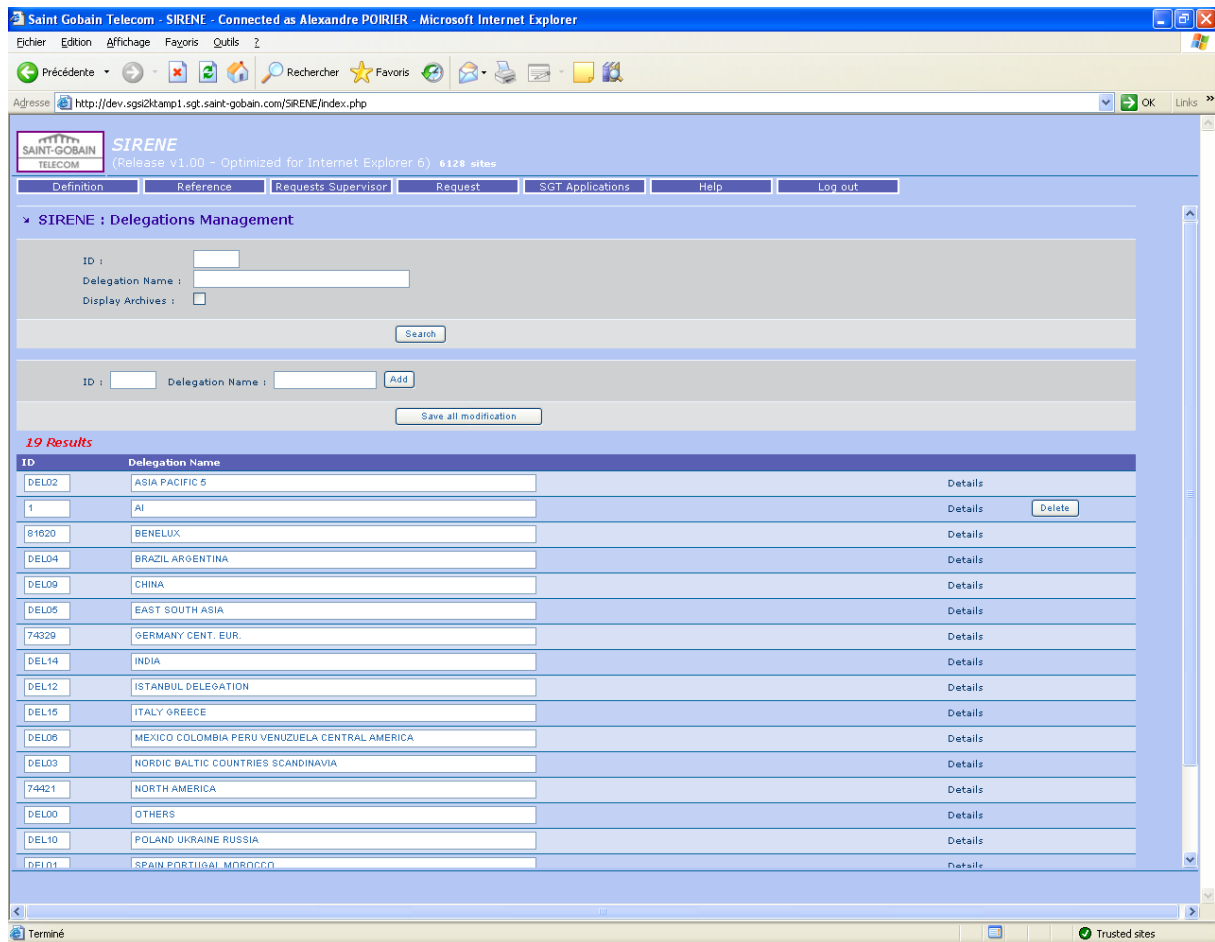 Saint Gobain Telecom - SIRENE - Connected as Alexandre POIRIER - Microsoft Internet Explorer
Fichier Edition Affichage Favoris Outils ?
Précédente Rechercher Favoris
Adresse http://dev.sgsi2ktamp1.sgt.saint-gobain.com/SiRENE/index.php OK Links »
SAINT-GOBAIN
TELECOM
SIRENE
(Release v1.00 - Optimized for Internet Explorer 6) 6128 sites
Definition Reference Requests Supervisor Request SGT Applications Help Log out
SIRENE : Delegations Management
ID :
Delegation Name :
Display Archives :
Search
ID : Delegation Name : Add
Save all modification
19 Results
ID Delegation Name
DEL02 ASIA PACIFIC 5 Details
1 AI Details Delete
81620 BENELUX Details
DEL04 BRAZIL ARGENTINA Details
DEL09 CHINA Details
DEL05 EAST SOUTH ASIA Details
74329 GERMANY CENT. EUR. Details
DEL14 INDIA Details
DEL12 ISTANBUL DELEGATION Details
DEL15 ITALY GREECE Details
DEL06 MEXICO COLOMBIA PERU VENUZUELA CENTRAL AMERICA Details
DEL03 NORDIC BALTIC COUNTRIES SCANDINAVIA Details
74421 NORTH AMERICA Details
DEL00 OTHERS Details
DEL10 POLAND UKRAINE RUSSIA Details
DEL01 SPAIN PORTUGAL MOROCCO Details
Terminé Trusted sites